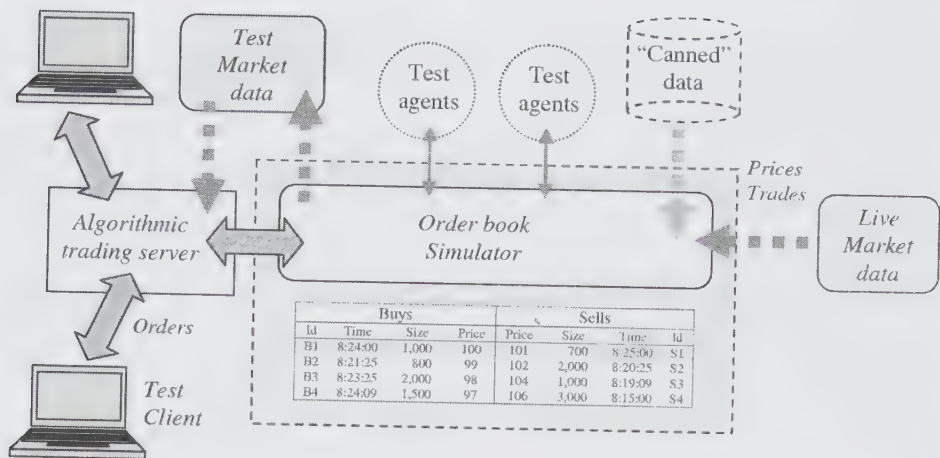 Test
Market
data
Test
agents
Test
agents
“Canned”
data
Prices
Trades
Algorithmic
trading server
Order book
Simulator
Live
Market
data
Orders
Test
Client
Buys Sells
Id Time Size Price Price Size Time Id
B1 8:24:00 1,000 100 101 700 8:25:00 S1
B2 8:21:25 800 99 102 2,000 8:20:25 S2
B3 8:23:25 2,000 98 104 1,000 8:19:09 S3
B4 8:24:09 1,500 97 106 3,000 8:15:00 S4